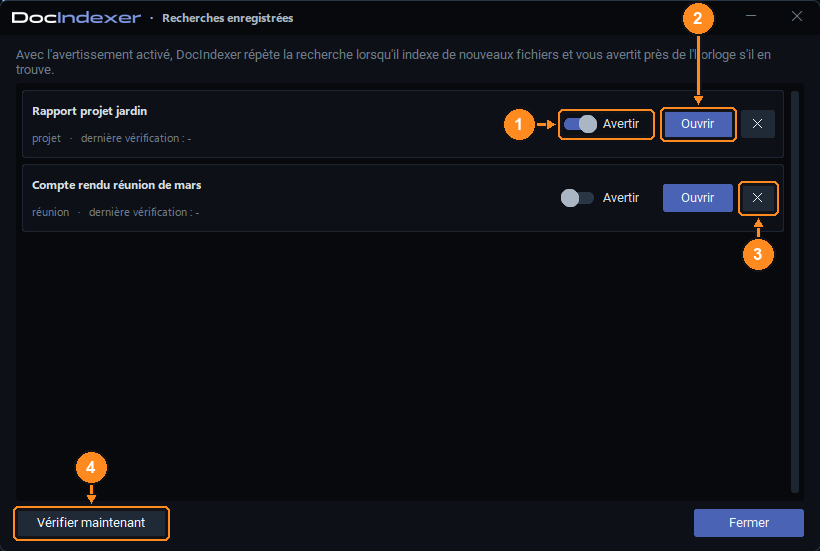 DocIndexer · Recherches enregistrées
2
Avec l'avertissement activé, DocIndexer répète la recherche lorsqu'il indexe de nouveaux fichiers et vous avertit près de l'horloge s'il en
trouve.
Rapport projet jardin
projet · dernière vérification : -
1
Avertir
Ouvrir
Compte rendu réunion de mars
réunion · dernière vérification : -
Avertir
Ouvrir
3
4
Vérifier maintenant
Fermer